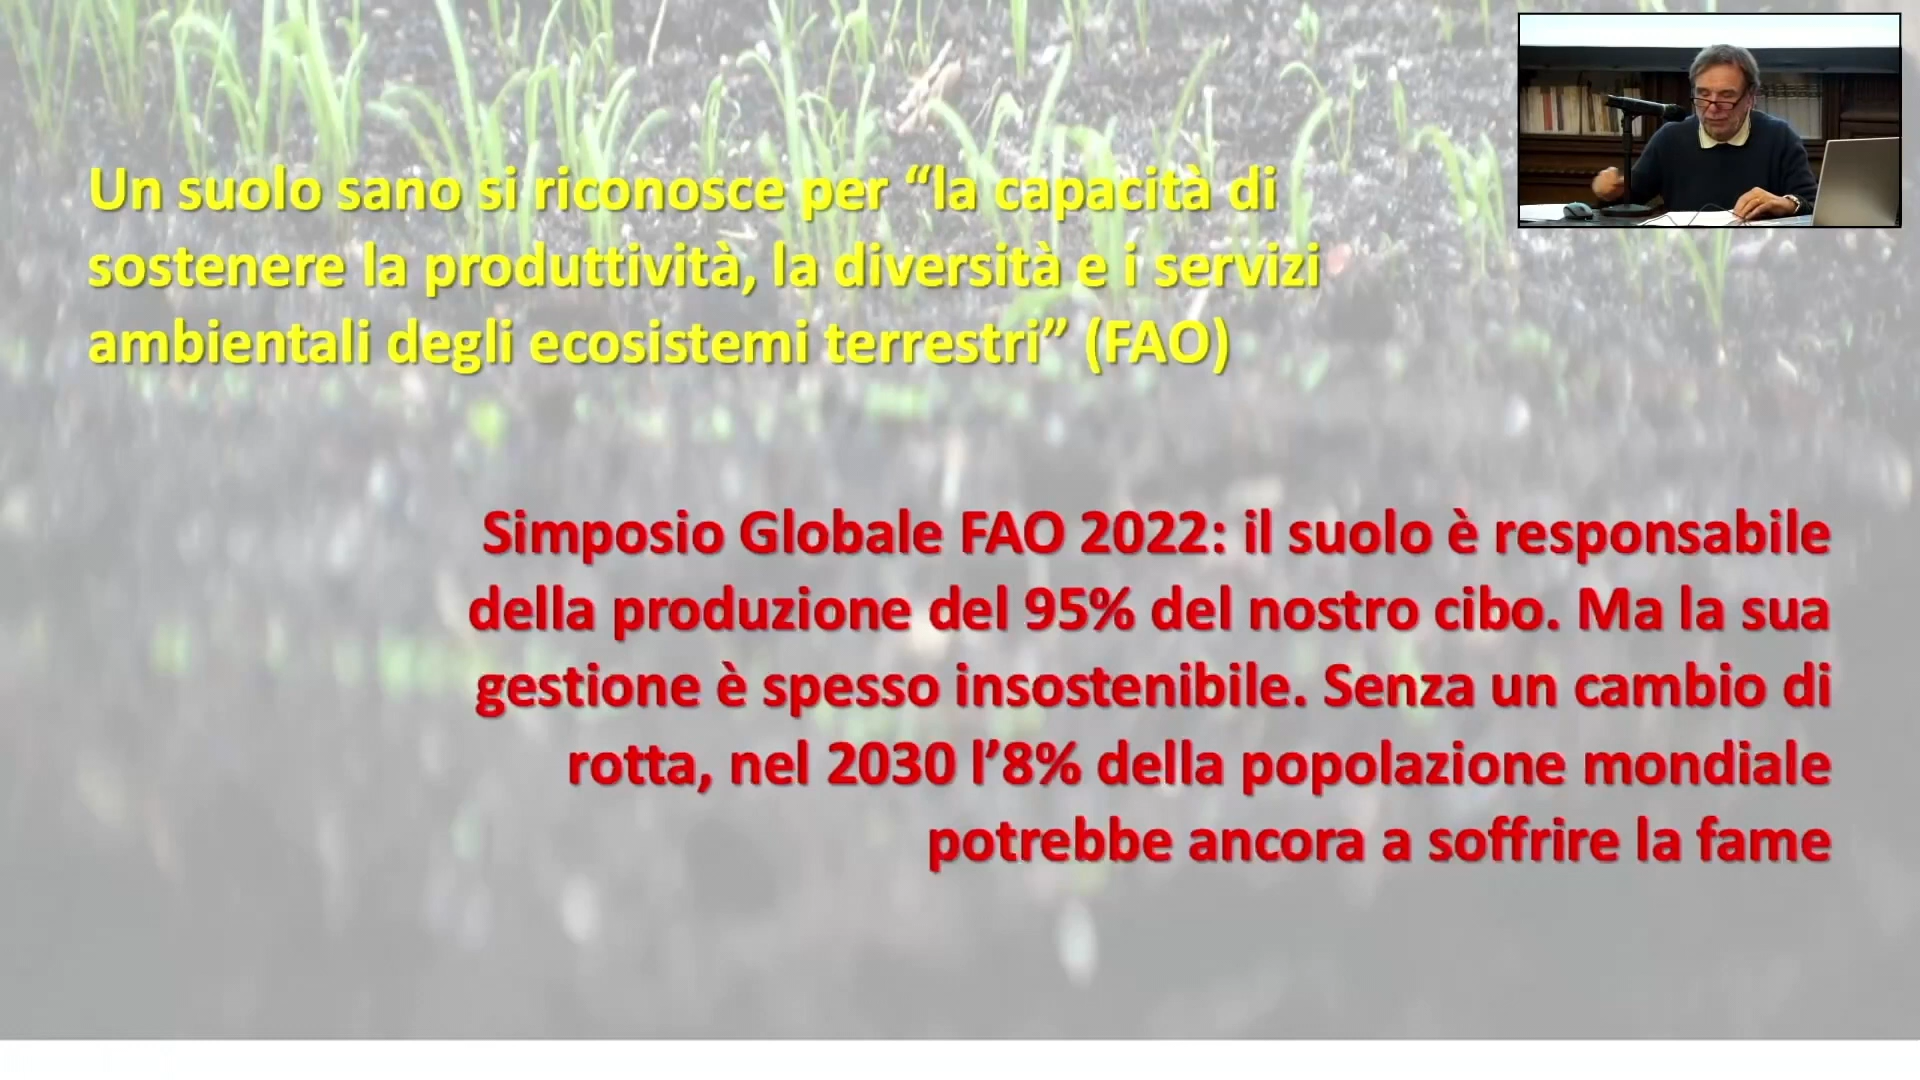 Un suolo sano si riconosce per “la capacità di
sostenere la produttività, la diversità e i servizi
ambientali degli ecosistemi terrestri” (FAO)
Simposio Globale FAO 2022: il suolo è responsabile
della produzione del 95% del nostro cibo. Ma la sua
gestione è spesso insostenibile. Senza un cambio di
rotta, nel 2030 l’8% della popolazione mondiale
potrebbe ancora a soffrire la fame